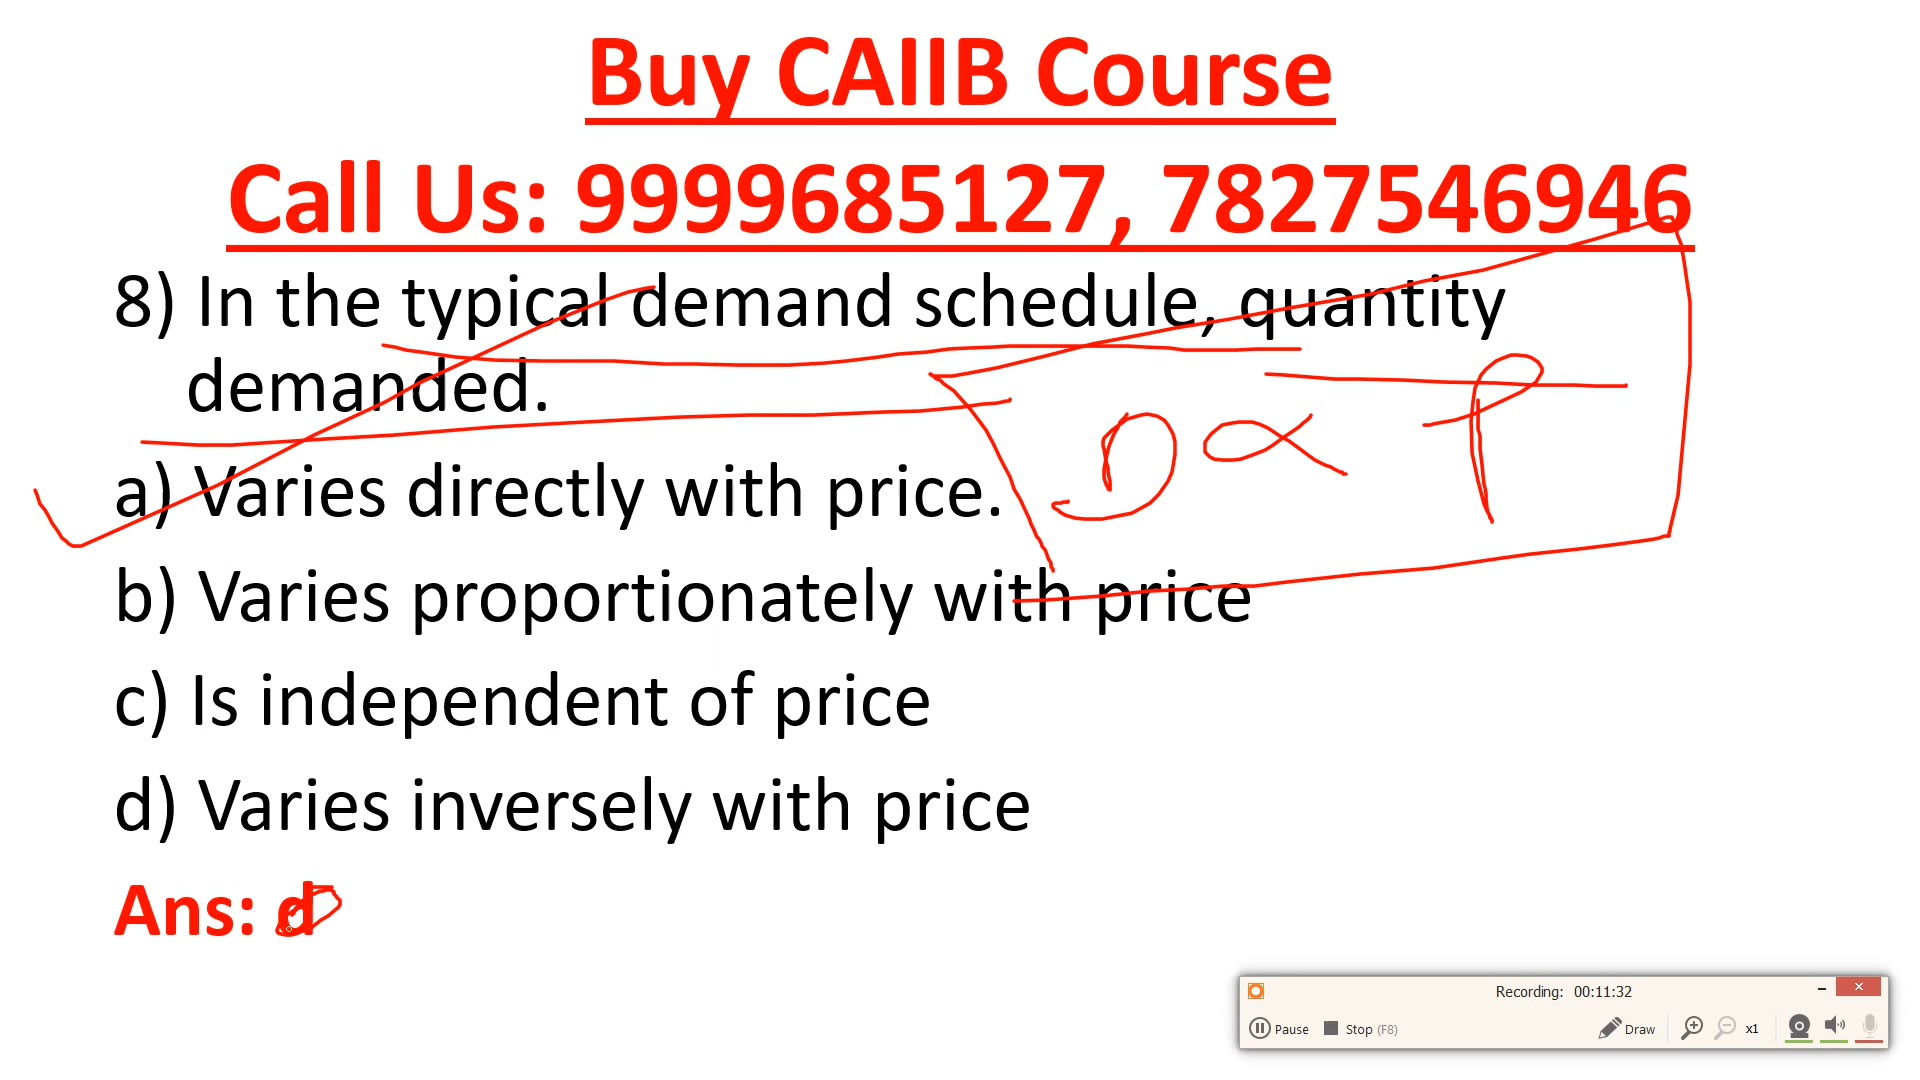 Buy CAIIB Course
Call Us: 9999685127, 7827546946
8) In the typical demand schedule, quantity
demanded.
D ∝ P
a) Varies directly with price.
b) Varies proportionately with price
c) Is independent of price
d) Varies inversely with price
Ans: d
Recording: 00:11:32
Pause Stop (F8) Draw x1